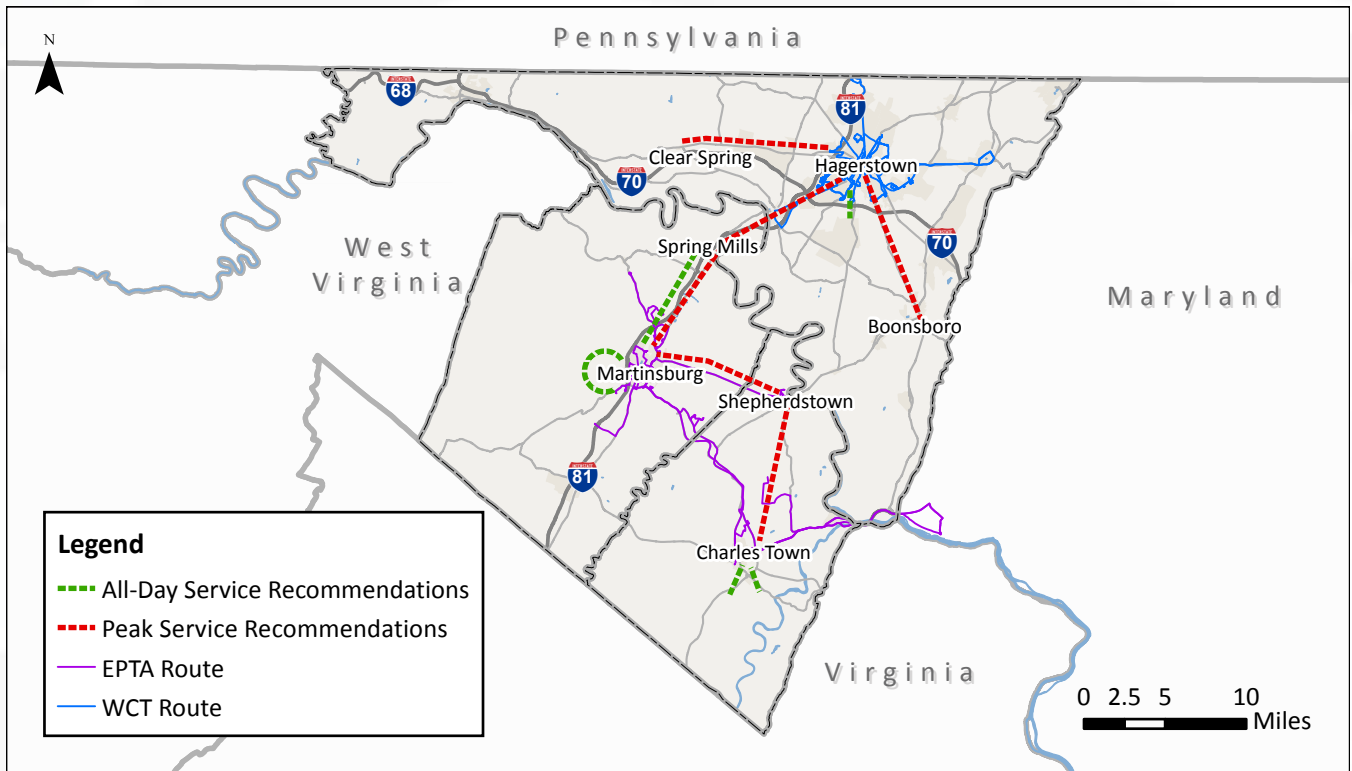 Pennsylvania
N
68
81
Clear Spring
Hagerstown
70
West
Virginia
Spring Mills
70
Maryland
Boonsboro
Martinsburg
Shepherdstown
81
Legend
Charles Town
All-Day Service Recommendations
Peak Service Recommendations
EPTA Route
Virginia
WCT Route
0 2.5 5 10
Miles